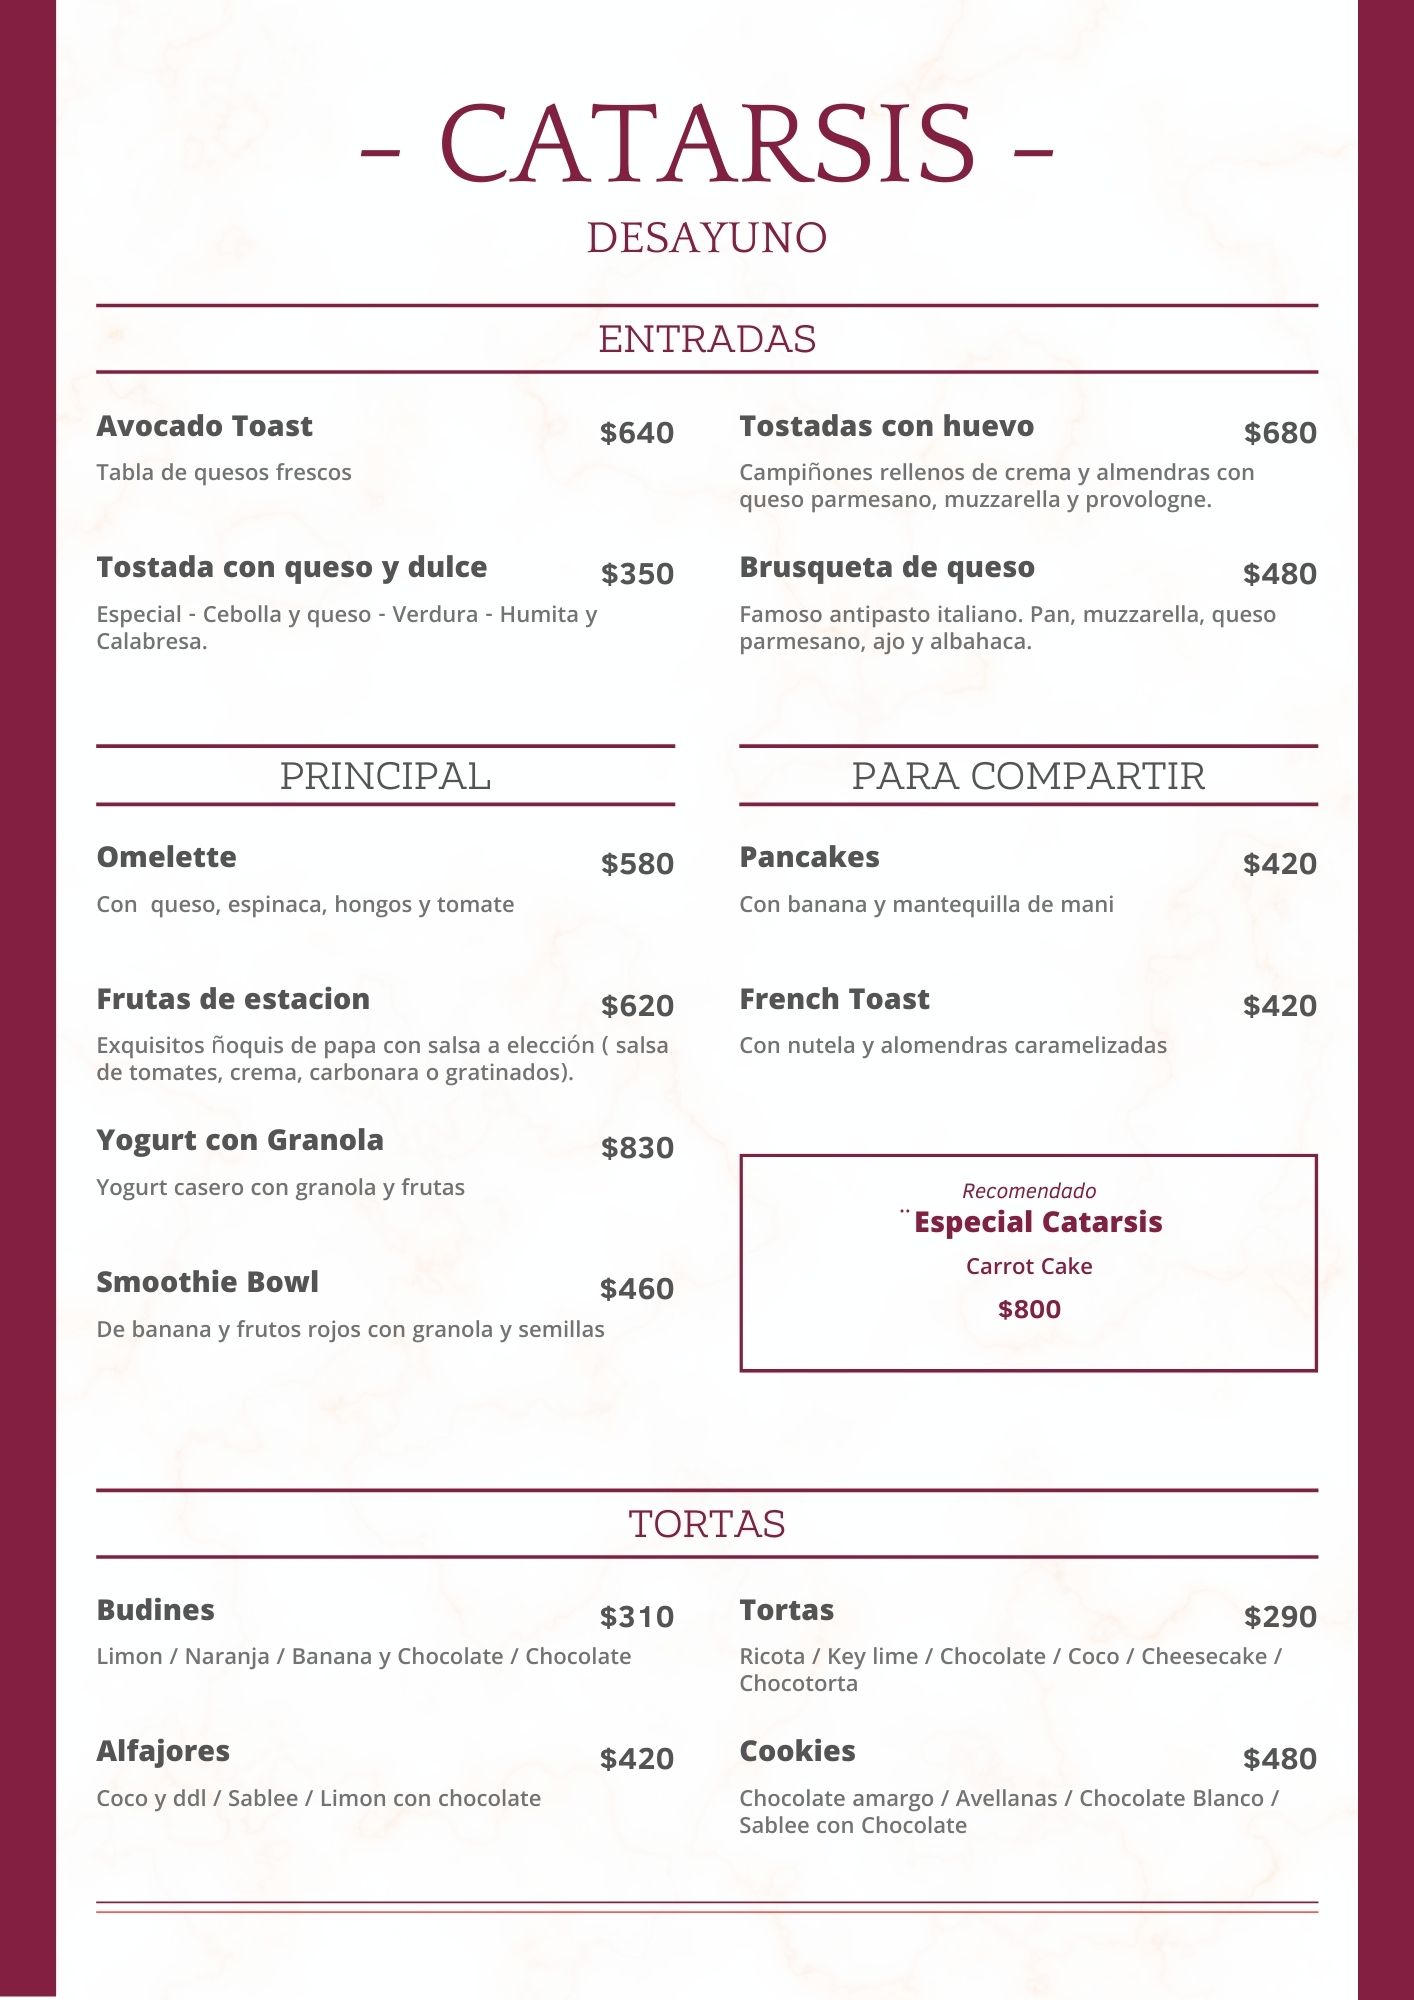 - CATARSIS -
DESAYUNO
ENTRADAS
Avocado Toast $640
Tabla de quesos frescos
Tostadas con huevo $680
Campiñones rellenos de crema y almendras con
queso parmesano, muzzarella y provologne.
Tostada con queso y dulce $350
Especial - Cebolla y queso - Verdura - Humita y
Calabresa.
Brusqueta de queso $480
Famoso antipasto italiano. Pan, muzzarella, queso
parmesano, ajo y albahaca.
PRINCIPAL
Omelette $580
Con  queso, espinaca, hongos y tomate
Frutas de estacion $620
Exquisitos ñoquis de papa con salsa a elección ( salsa
de tomates, crema, carbonara o gratinados).
Yogurt con Granola $830
Yogurt casero con granola y frutas
Smoothie Bowl $460
De banana y frutos rojos con granola y semillas
PARA COMPARTIR
Pancakes $420
Con banana y mantequilla de mani
French Toast $420
Con nutela y alomendras caramelizadas
Recomendado
¨Especial Catarsis
Carrot Cake
$800
TORTAS
Budines $310
Limon / Naranja / Banana y Chocolate / Chocolate
Tortas $290
Ricota / Key lime / Chocolate / Coco / Cheesecake /
Chocotorta
Alfajores $420
Coco y ddl / Sablee / Limon con chocolate
Cookies $480
Chocolate amargo / Avellanas / Chocolate Blanco /
Sablee con Chocolate